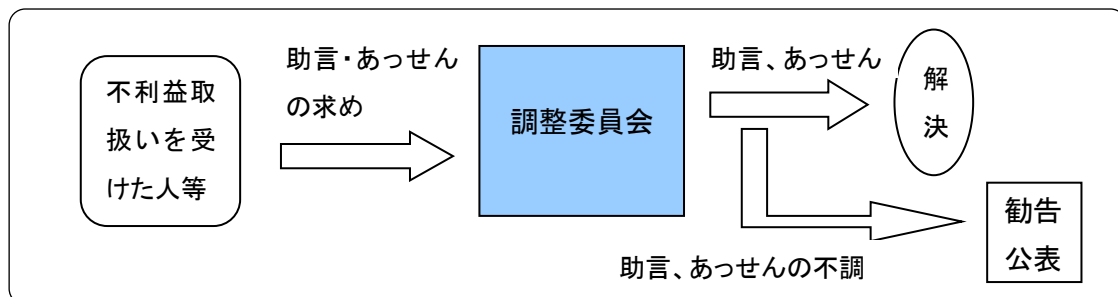 不利益取
扱いを受
けた人等
助言・あっせん
の求め
調整委員会
助言、あっせん
解
決
助言、あっせんの不調
勧告
公表